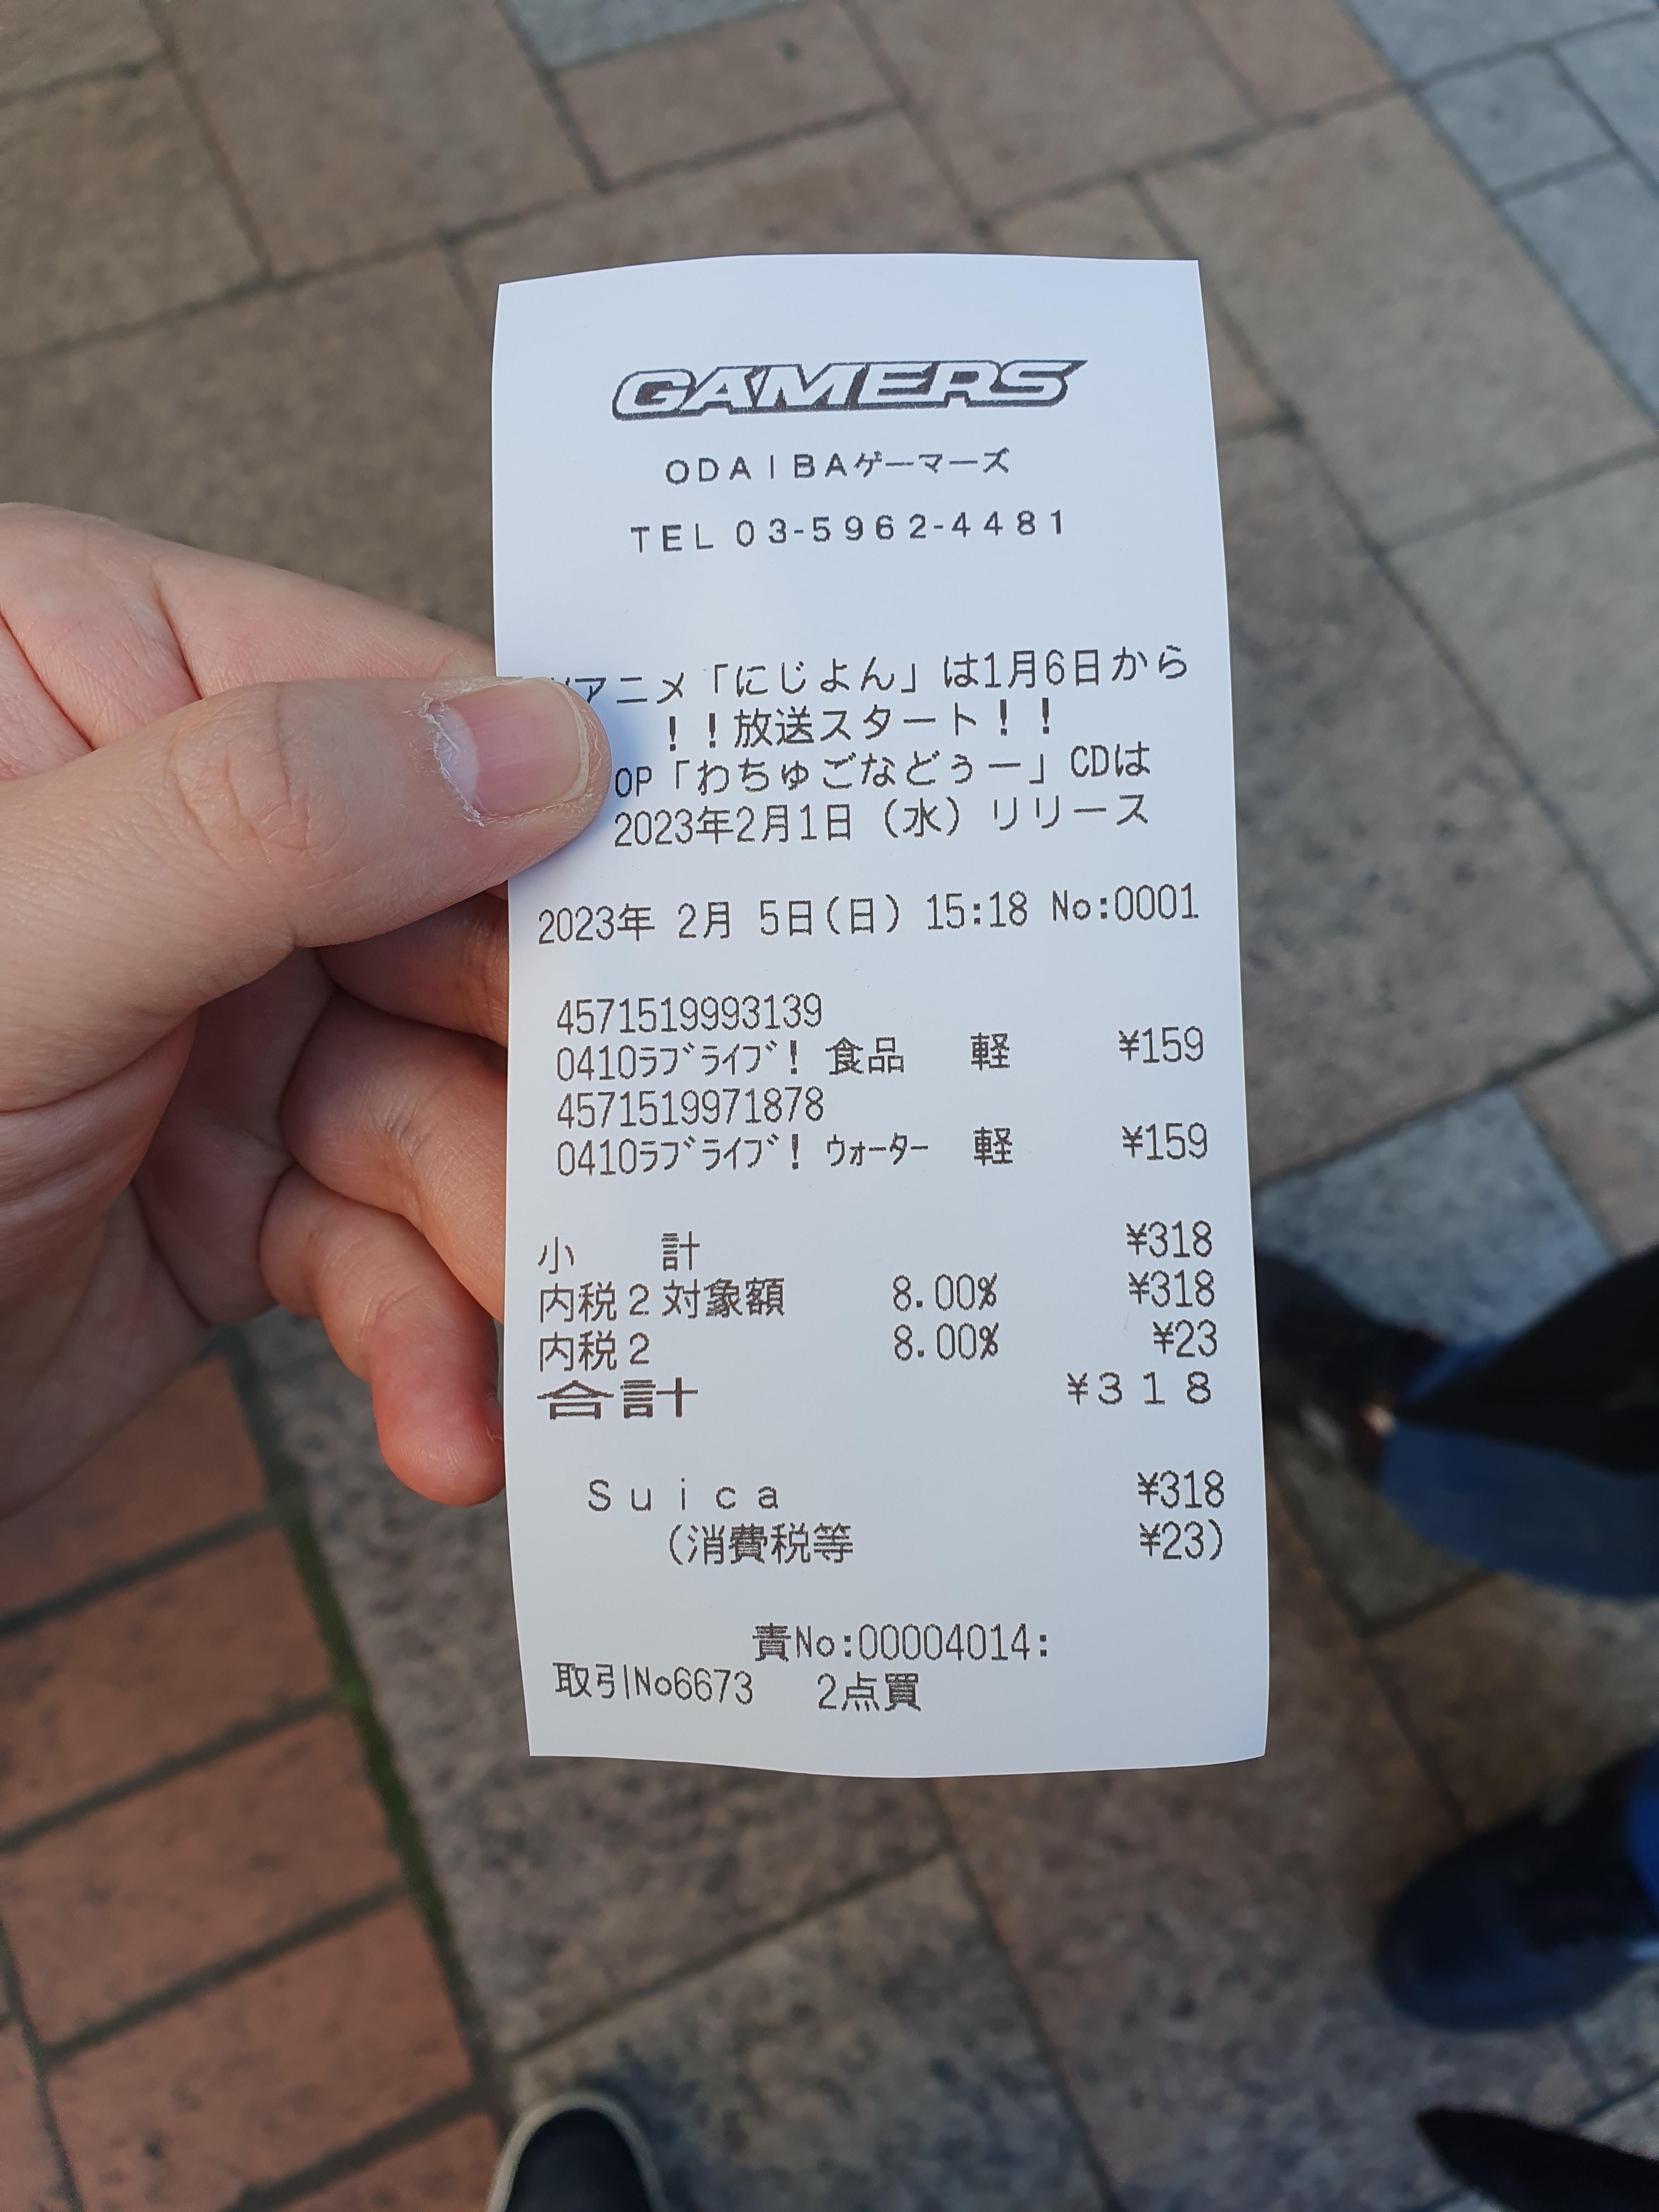 GAMERS
ODAIBAゲーマーズ
TEL 03-5962-4481
アニメ「にじよん」は1月6日から
！！放送スタート！！
OP「わちゅごなどぅー」CDは
2023年2月1日（水）リリース
2023年 2月 5日(日) 15:18 No:0001
4571519993139
0410ﾗﾌﾞﾗｲﾌﾞ! 食品 軽 ¥159
4571519971878
0410ﾗﾌﾞﾗｲﾌﾞ! ｳｫｰﾀｰ 軽 ¥159
小 計 ¥318
内税２対象額 8.00% ¥318
内税２ 8.00% ¥23
合計 ¥318
Suica ¥318
(消費税等 ¥23)
責No:00004014:
取引No6673 2点買